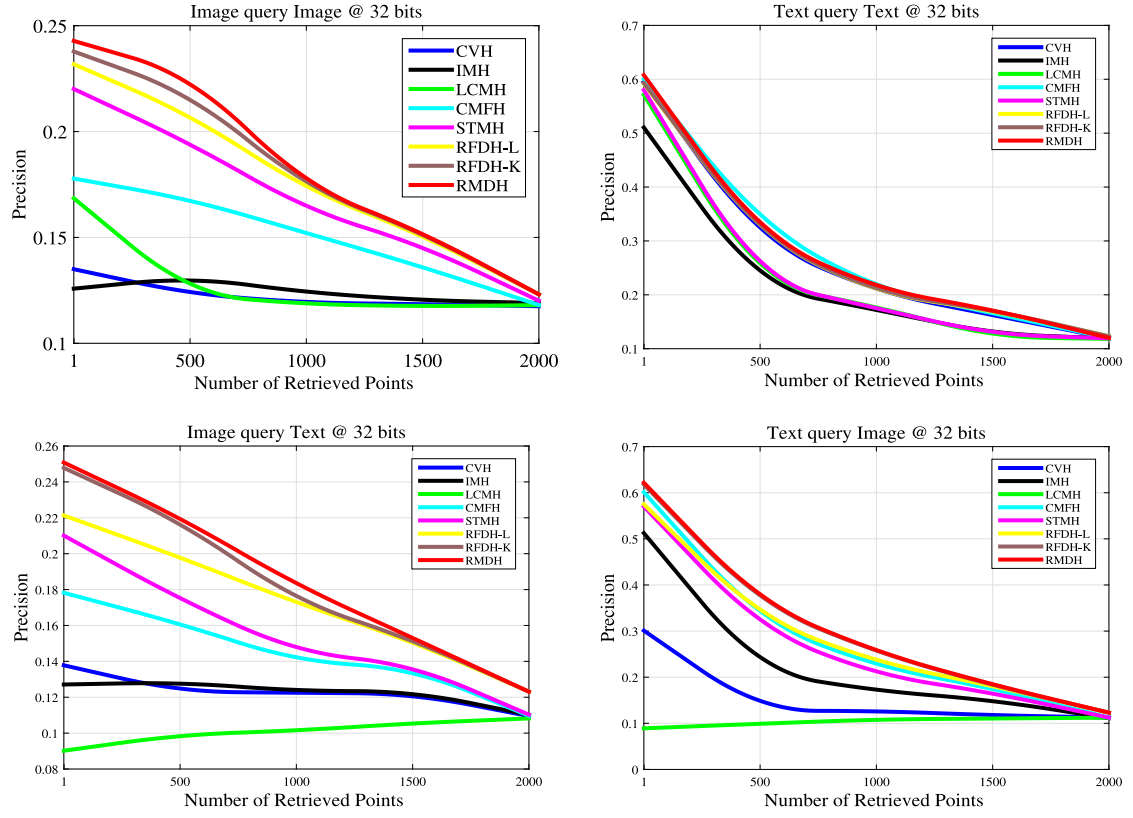 Image query Image @ 32 bits
0.25
0.2
0.15
0.1
Precision
CVH
IMH
LCMH
CMFH
STMH
RFDH-L
RFDH-K
RMDH
1 500 1000 1500 2000
Number of Retrieved Points
Text query Text @ 32 bits
0.7
0.6
0.5
0.4
0.3
0.2
0.1
Precision
CVH
IMH
LCMH
CMFH
STMH
RFDH-L
RFDH-K
RMDH
1 500 1000 1500 2000
Number of Retrieved Points
Image query Text @ 32 bits
0.26
0.24
0.22
0.2
0.18
0.16
0.14
0.12
0.1
0.08
Precision
CVH
IMH
LCMH
CMFH
STMH
RFDH-L
RFDH-K
RMDH
1 500 1000 1500 2000
Number of Retrieved Points
Text query Image @ 32 bits
0.7
0.6
0.5
0.4
0.3
0.2
0.1
0
Precision
CVH
IMH
LCMH
CMFH
STMH
RFDH-L
RFDH-K
RMDH
1 500 1000 1500 2000
Number of Retrieved Points